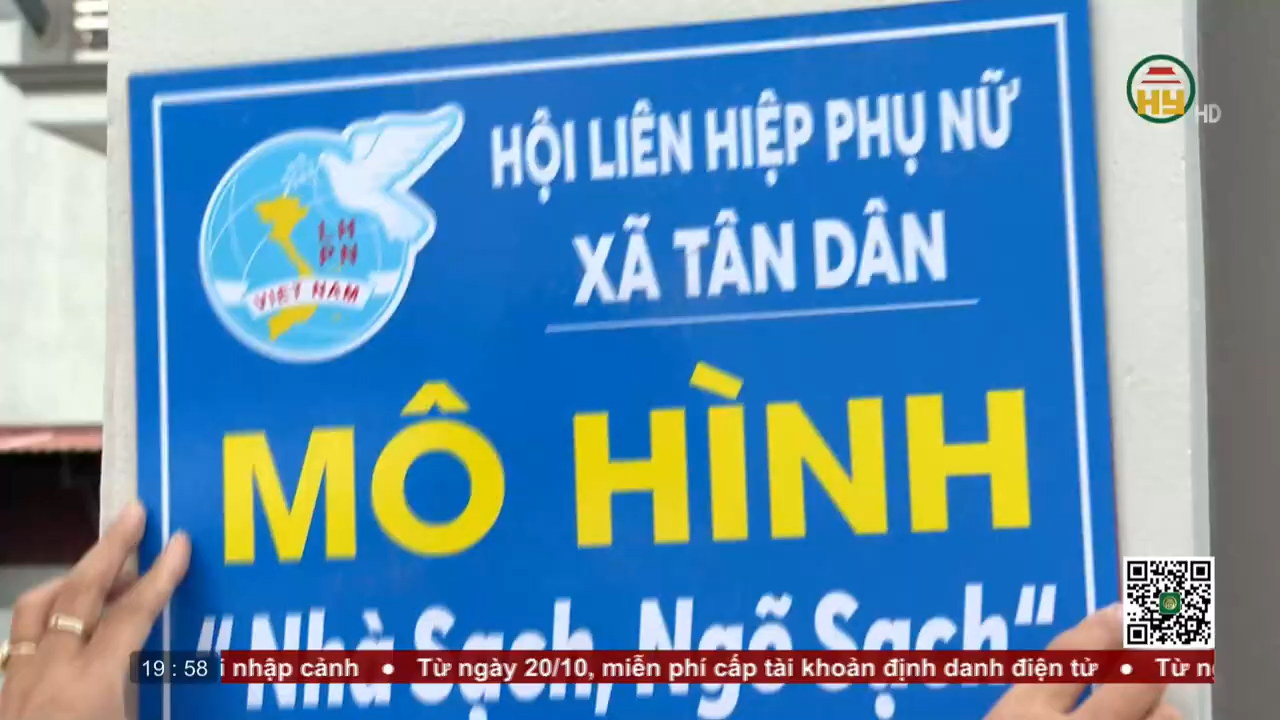 HỘI LIÊN HIỆP PHỤ NỮ
XÃ TÂN DÂN
LH
PN
VIỆT NAM
MÔ HÌNH
“Nhà Sạch, Ngõ Sạch“
HY HD
19 : 58 i nhập cảnh • Từ ngày 20/10, miễn phí cấp tài khoản định danh điện tử • Từ